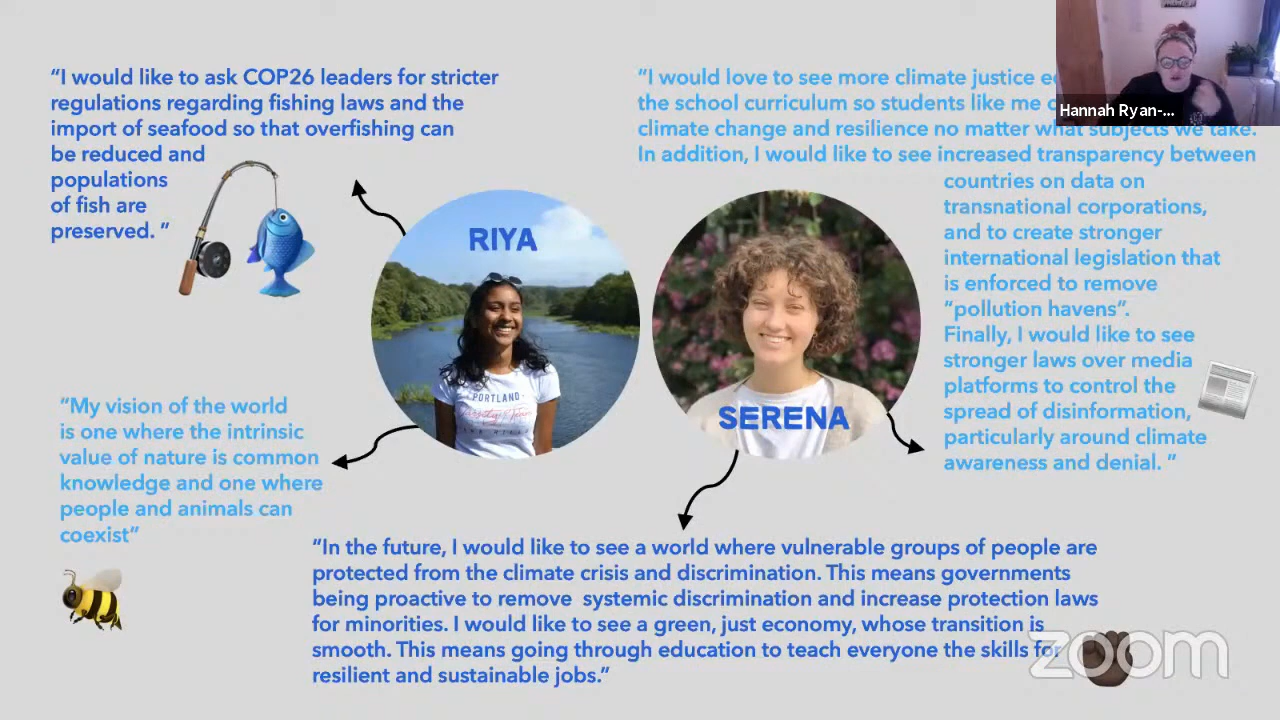 “I would like to ask COP26 leaders for stricter
regulations regarding fishing laws and the
import of seafood so that overfishing can
be reduced and
populations
of fish are
preserved. ”
“I would love to see more climate justice
the school curriculum so students like me
climate change and resilience no matter what subjects we take.
In addition, I would like to see increased transparency between
countries on data on
transnational corporations,
and to create stronger
international legislation that
is enforced to remove
“pollution havens”.
Finally, I would like to see
stronger laws over media
platforms to control the
spread of disinformation,
particularly around climate
awareness and denial. ”
Hannah Ryan-...
RIYA
PORTLAND
SERENA
“My vision of the world
is one where the intrinsic
value of nature is common
knowledge and one where
people and animals can
coexist”
“In the future, I would like to see a world where vulnerable groups of people are
protected from the climate crisis and discrimination. This means governments
being proactive to remove systemic discrimination and increase protection laws
for minorities. I would like to see a green, just economy, whose transition is
smooth. This means going through education to teach everyone the skills for
resilient and sustainable jobs.”
zoom